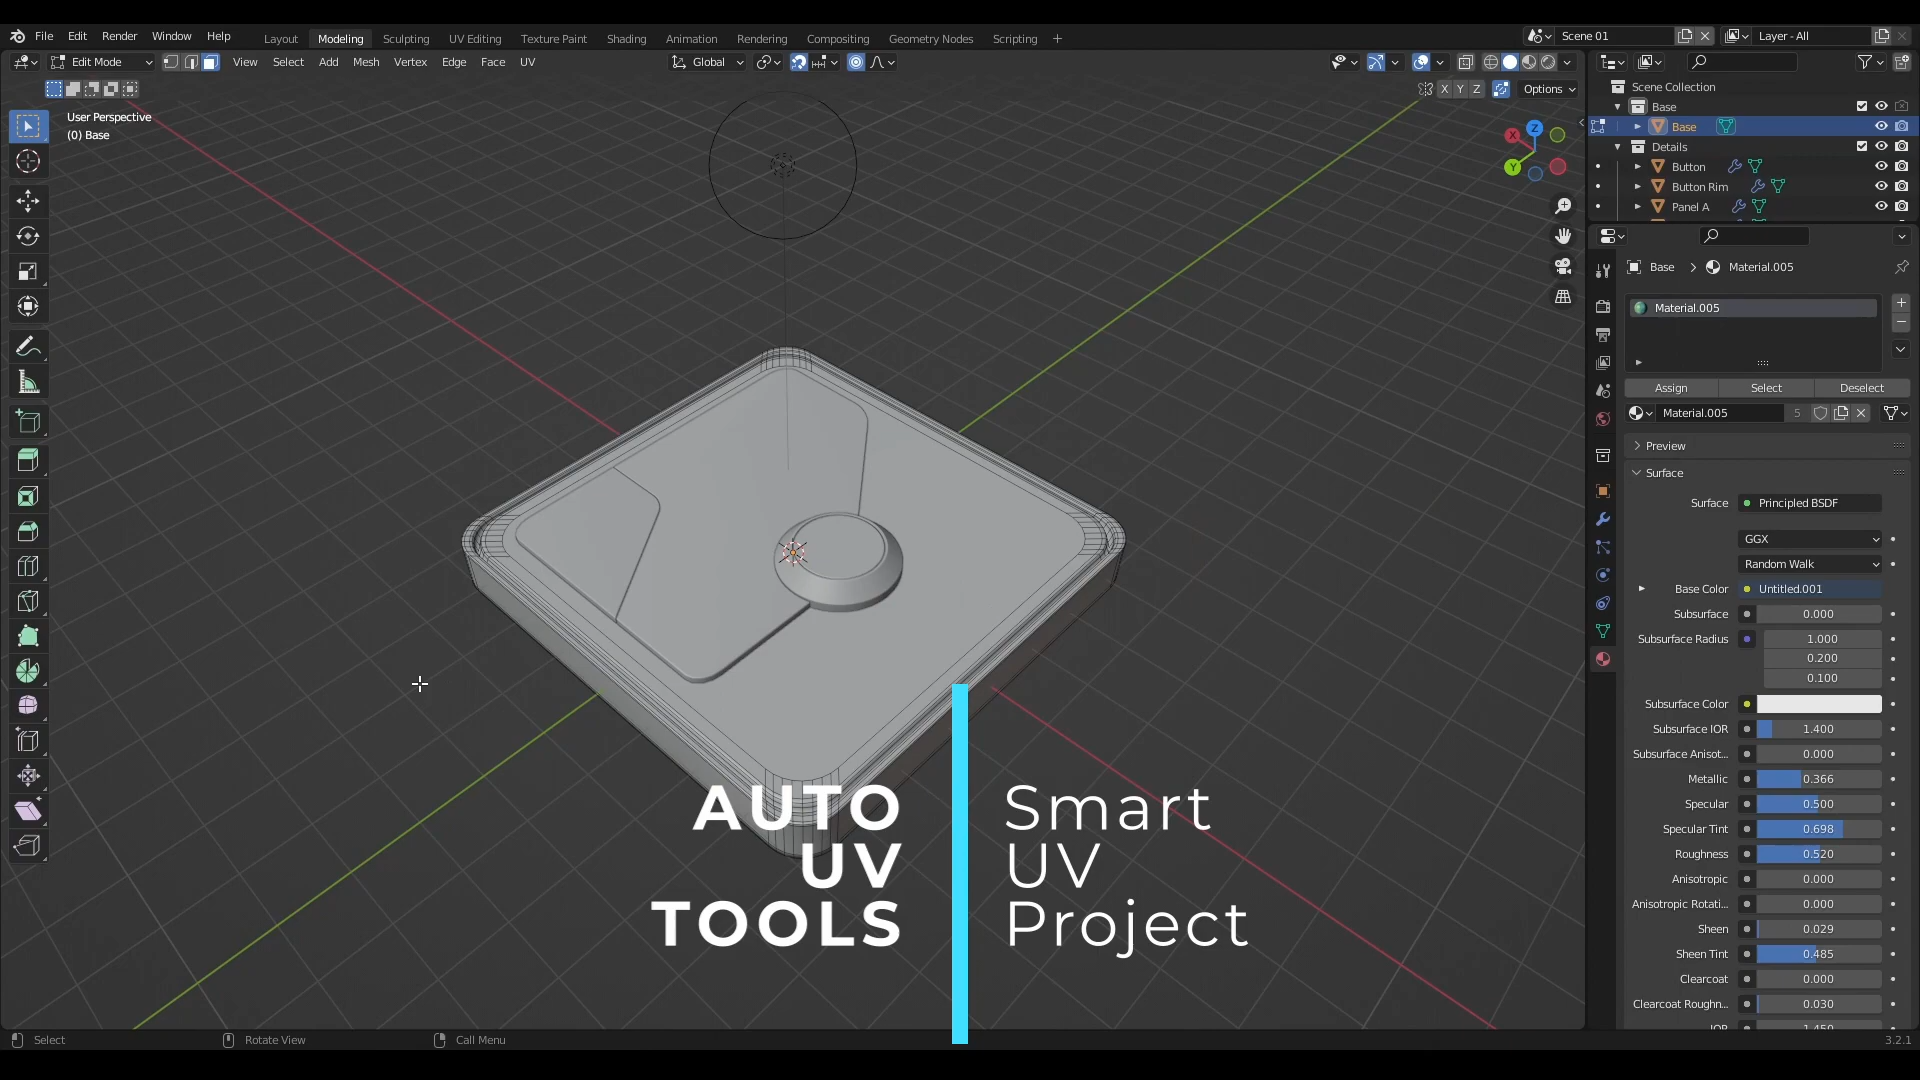 File Edit Render Window Help
Layout Modeling Sculpting UV Editing Texture Paint Shading Animation Rendering Compositing Geometry Nodes Scripting +
Scene 01
Layer - All
Edit Mode View Select Add Mesh Vertex Edge Face UV
Global
X Y Z Options
User Perspective
(0) Base
Z
X
Y
Scene Collection
Base
Base
Details
Button
Button Rim
Panel A
Base > Material.005
Material.005
Assign Select Deselect
Material.005 5
Preview
Surface
Surface Principled BSDF
GGX
Random Walk
Base Color Untitled.001
Subsurface 0.000
Subsurface Radius 1.000
0.200
0.100
Subsurface Color
Subsurface IOR 1.400
Subsurface Anisot... 0.000
Metallic 0.366
Specular 0.500
Specular Tint 0.698
Roughness 0.520
Anisotropic 0.000
Anisotropic Rotati... 0.000
Sheen 0.029
Sheen Tint 0.485
Clearcoat 0.000
Clearcoat Roughn... 0.030
IOR 1.450
AUTO
UV
TOOLS
Smart
UV
Project
Select Rotate View Call Menu
3.2.1